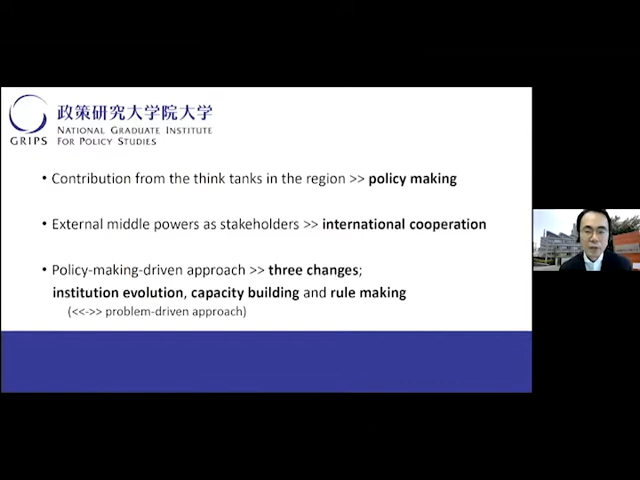 政策研究大学院大学
NATIONAL GRADUATE INSTITUTE
FOR POLICY STUDIES
GRIPS
• Contribution from the think tanks in the region >> policy making
• External middle powers as stakeholders >> international cooperation
• Policy-making-driven approach >> three changes;
institution evolution, capacity building and rule making
(<<->> problem-driven approach)